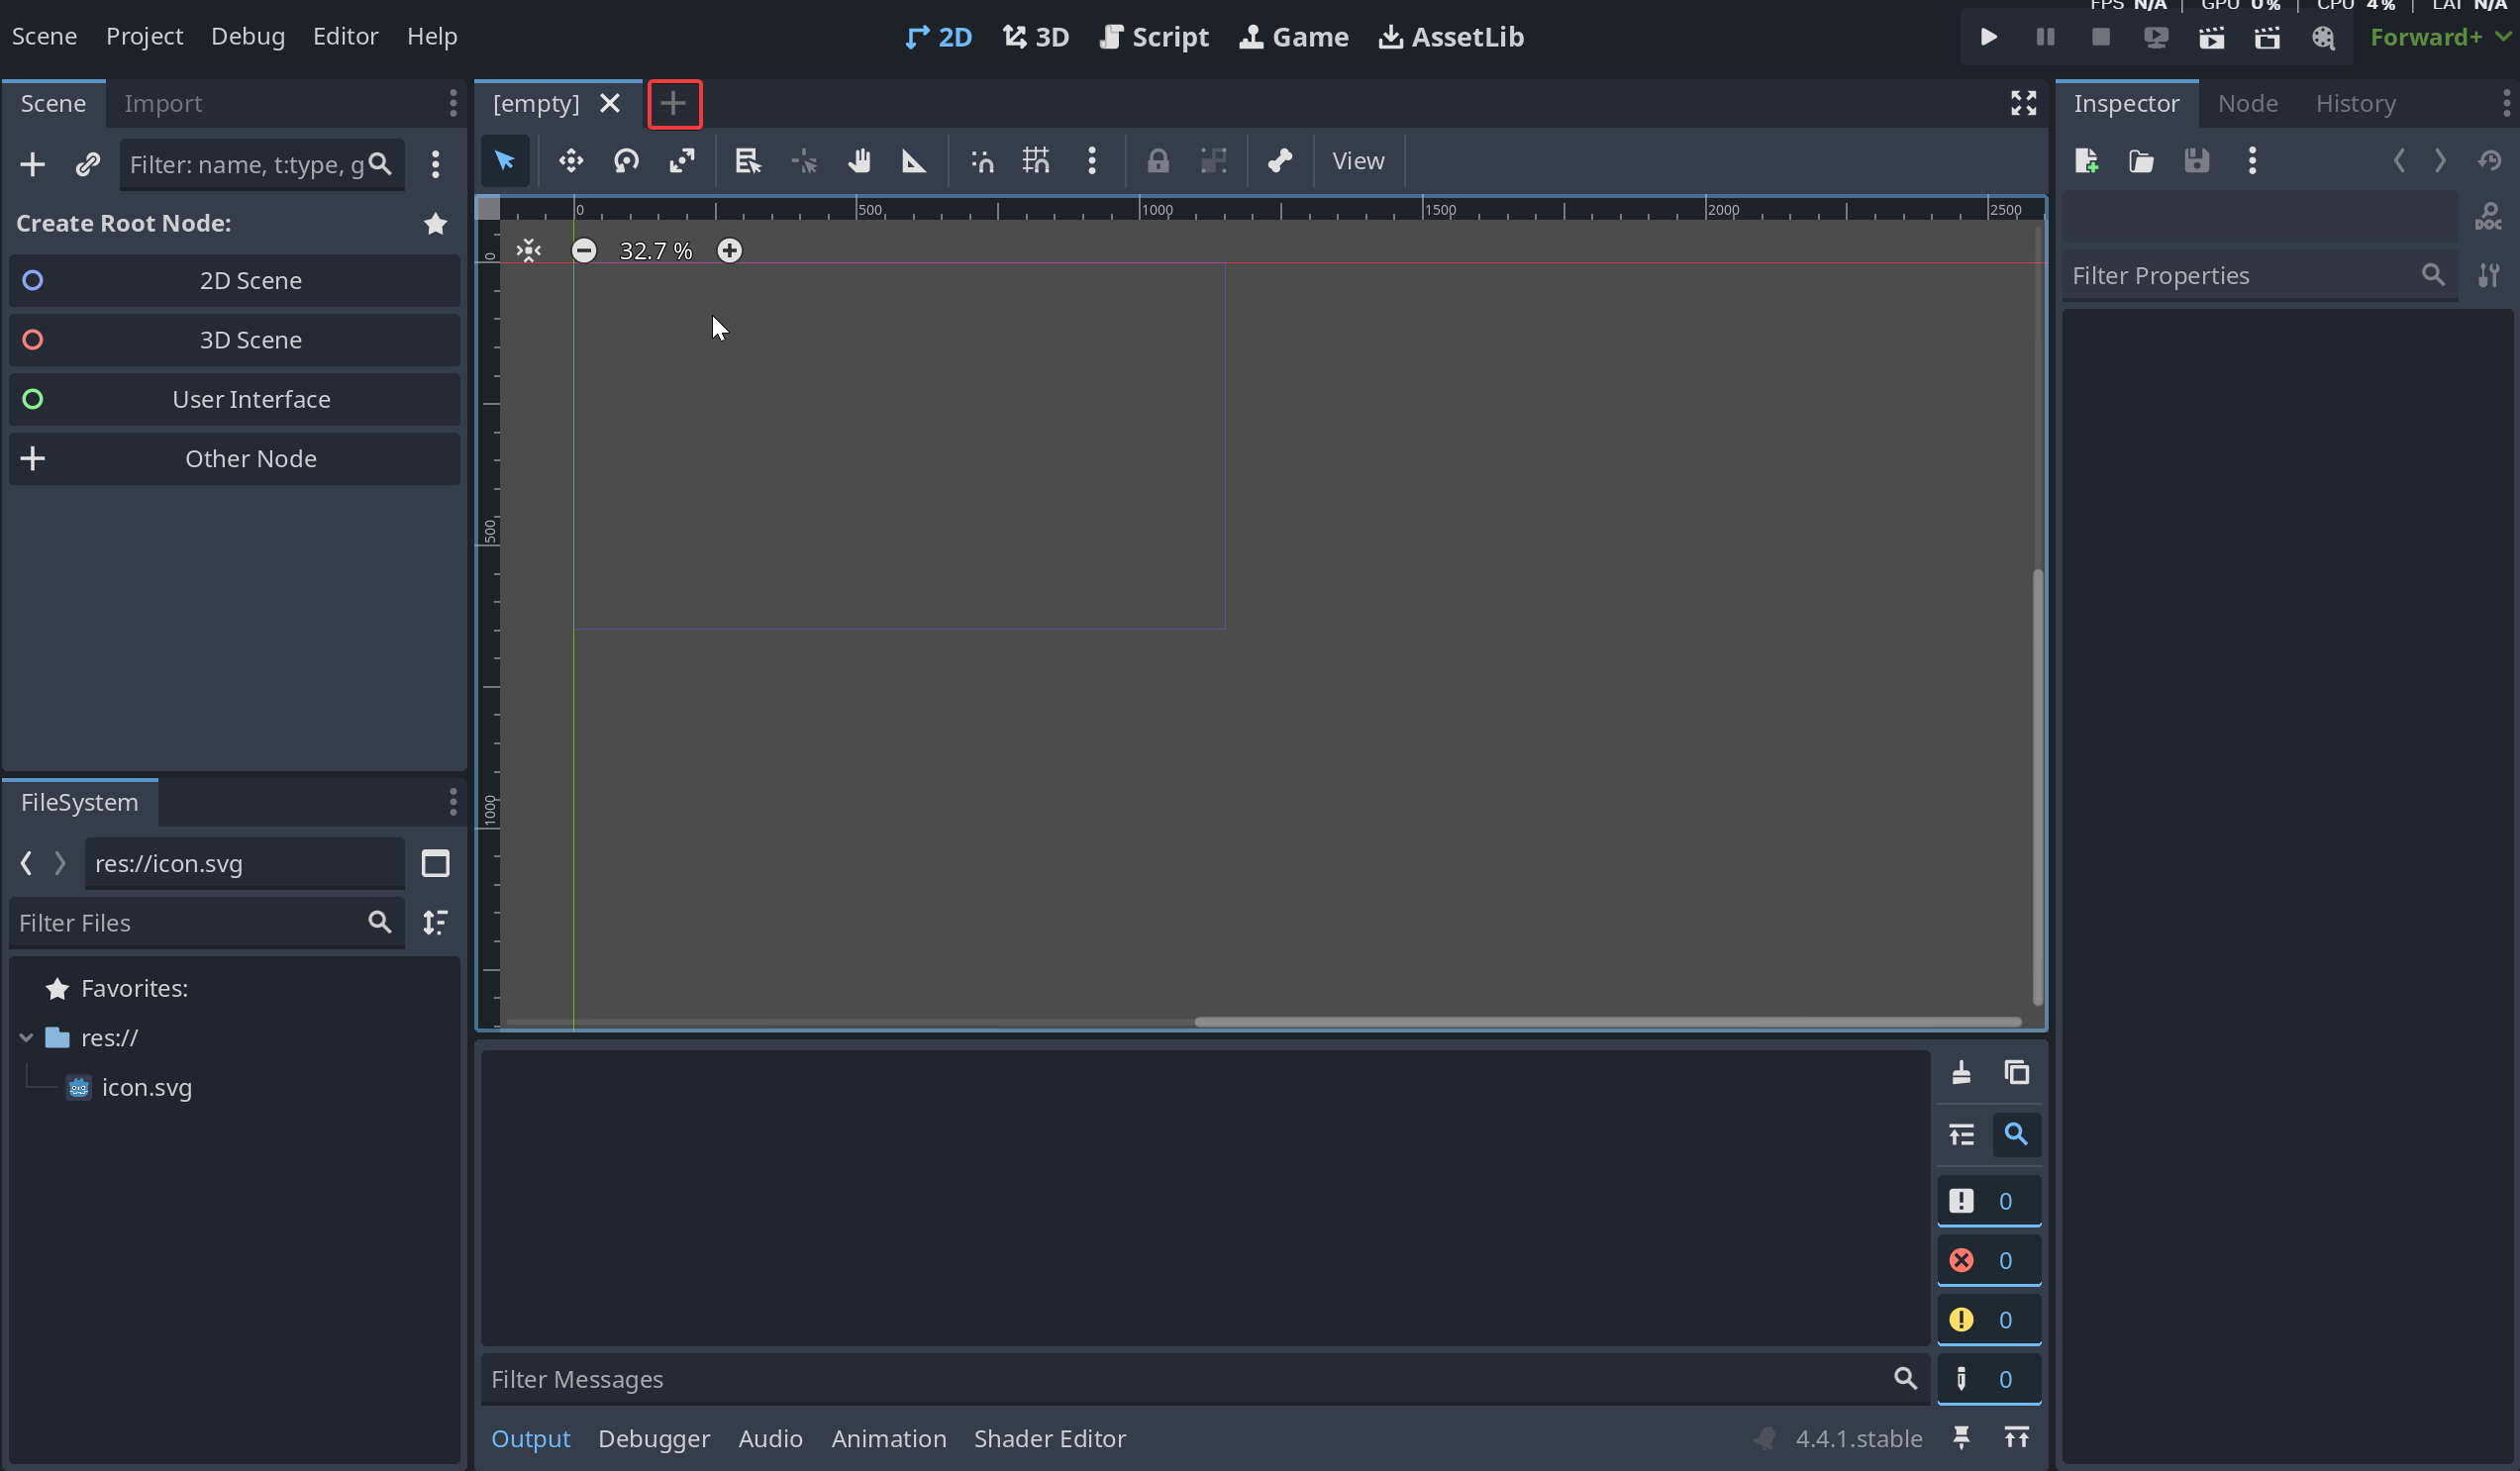 FPS N/A | GPU 0% | CPU 4% | LAT N/A
Scene Project Debug Editor Help
2D 3D Script Game AssetLib
Forward+
Scene Import
Filter: name, t:type, g
Create Root Node:
2D Scene
3D Scene
User Interface
Other Node
FileSystem
res://icon.svg
Filter Files
Favorites:
res://
icon.svg
[empty]
View
0 500 1000 1500 2000 2500
32.7 %
0
500
1000
0
0
0
0
Filter Messages
Output Debugger Audio Animation Shader Editor
4.4.1.stable
Inspector Node History
DOC
Filter Properties